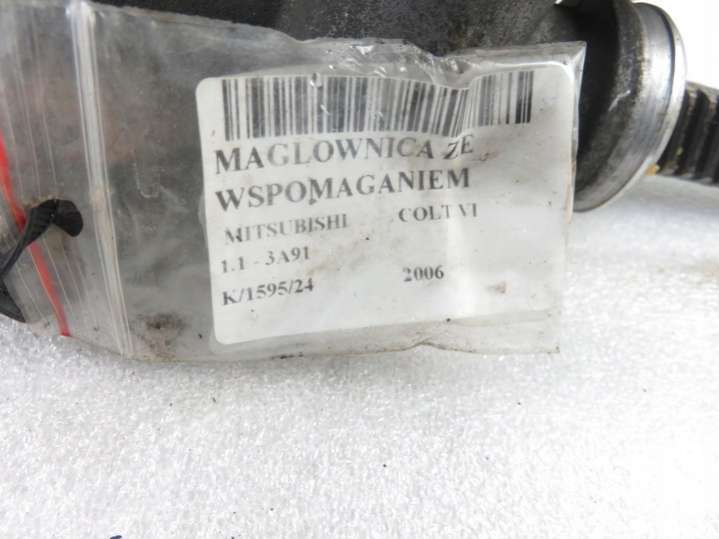 MAGLOWNICA ZE
WSPOMAGANIEM
MITSUBISHI COLT VI
1.1 - 3A91
K/1595/24 2006